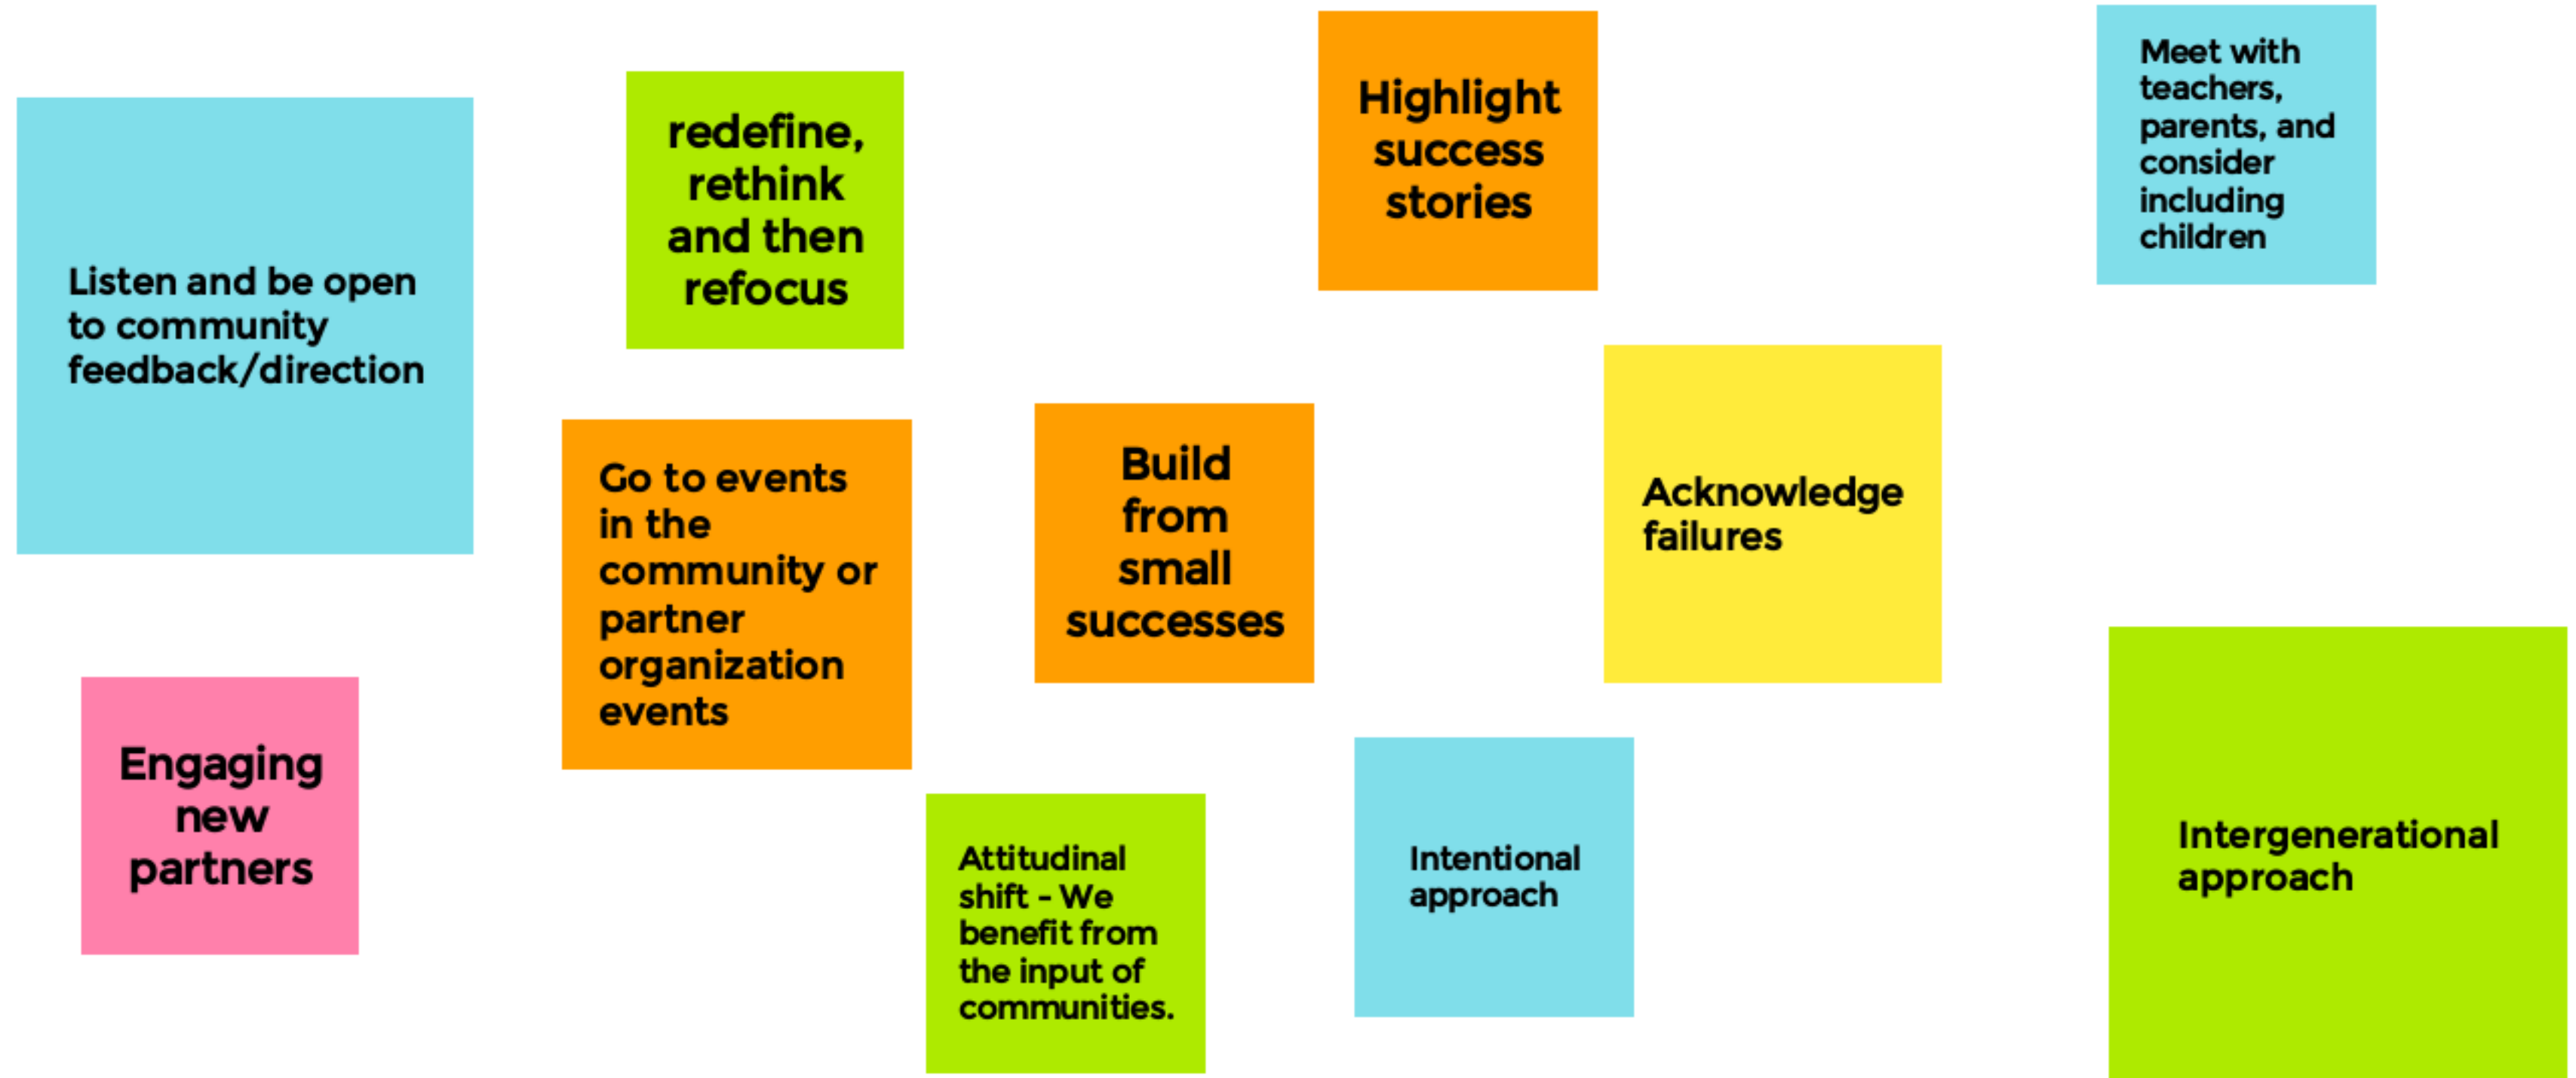 Listen and be open
to community
feedback/direction
redefine,
rethink
and then
refocus
Highlight
success
stories
Meet with
teachers,
parents, and
consider
including
children
Go to events
in the
community or
partner
organization
events
Build
from
small
successes
Acknowledge
failures
Engaging
new
partners
Attitudinal
shift - We
benefit from
the input of
communities.
Intentional
approach
Intergenerational
approach